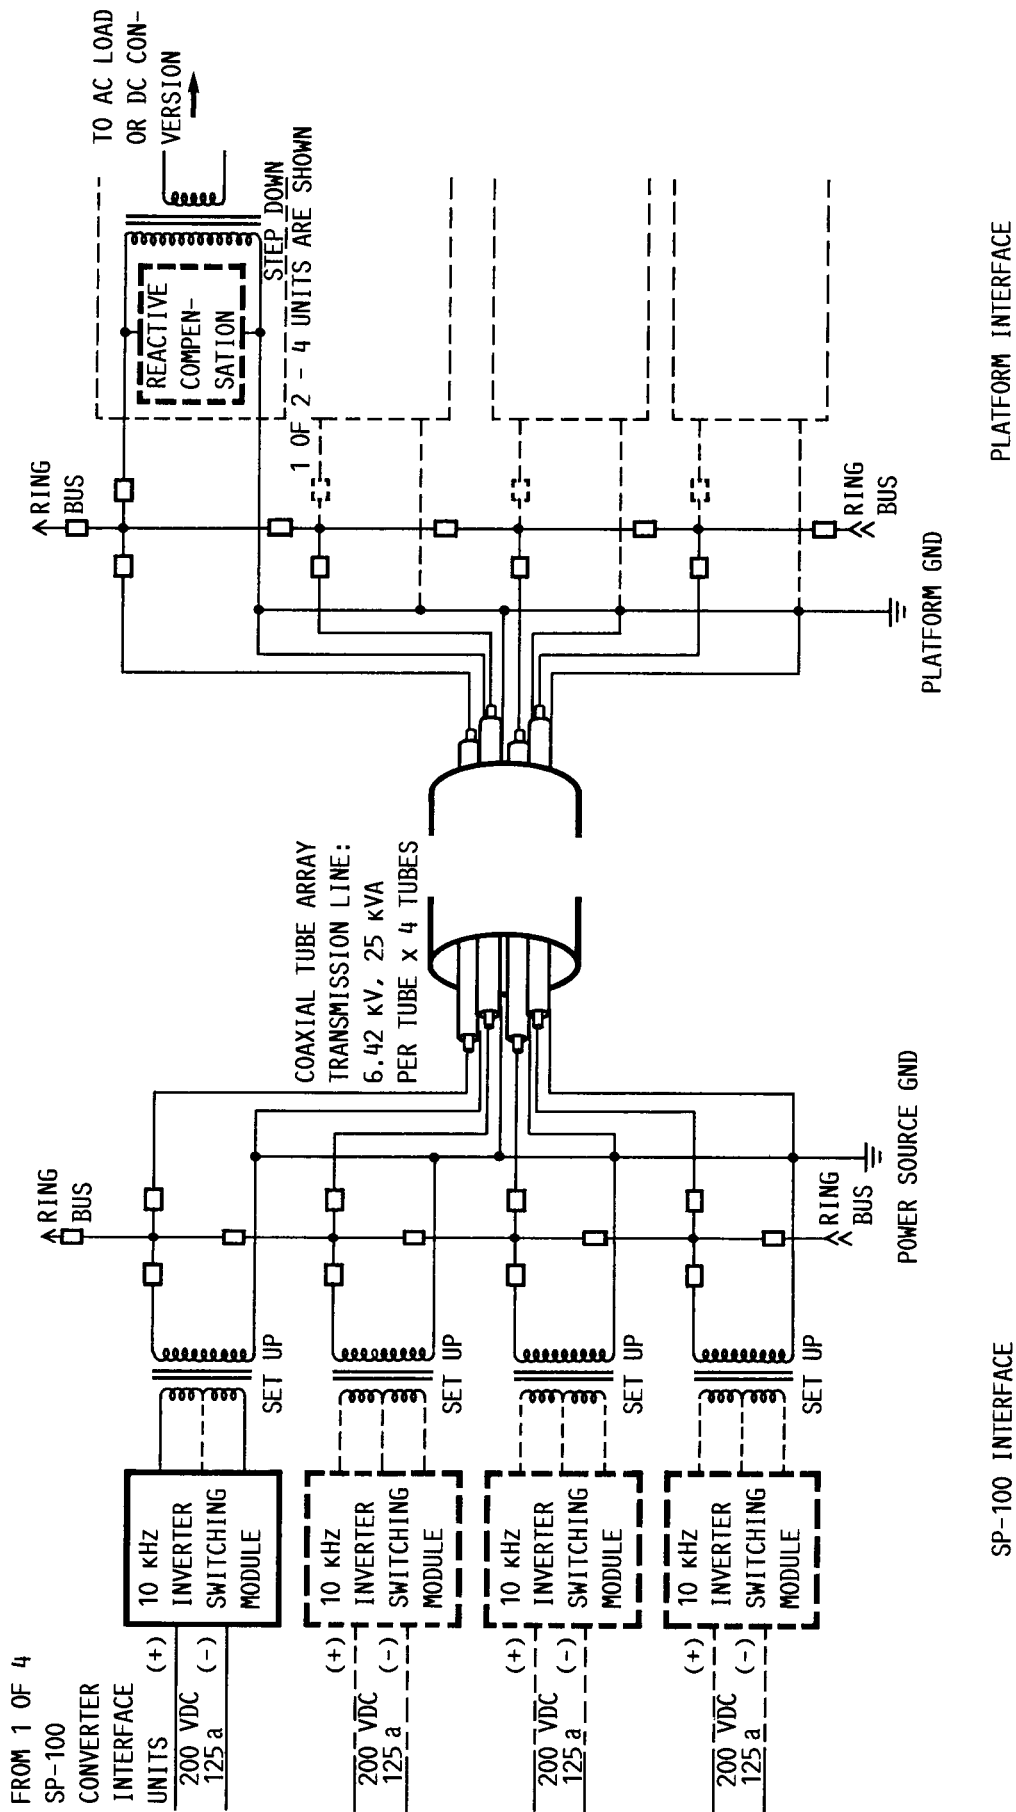 FROM 1 OF 4
SP-100
CONVERTER
INTERFACE
UNITS
(+)
200 VDC
125 a
(-)
10 KHZ
INVERTER
SWITCHING
MODULE
SET UP
(+)
200 VDC
125 a
(-)
10 KHZ
INVERTER
SWITCHING
MODULE
SET UP
(+)
200 VDC
125 a
(-)
10 KHZ
INVERTER
SWITCHING
MODULE
SET UP
(+)
200 VDC
125 a
(-)
10 KHZ
INVERTER
SWITCHING
MODULE
SET UP
RING
BUS
RING
BUS
POWER SOURCE GND
SP-100 INTERFACE
COAXIAL TUBE ARRAY
TRANSMISSION LINE:
6.42 KV, 25 KVA
PER TUBE X 4 TUBES
RING
BUS
RING
BUS
PLATFORM GND
REACTIVE
COMPEN-
SATION
STEP DOWN
1 OF 2 - 4 UNITS ARE SHOWN
TO AC LOAD
OR DC CON-
VERSION
PLATFORM INTERFACE